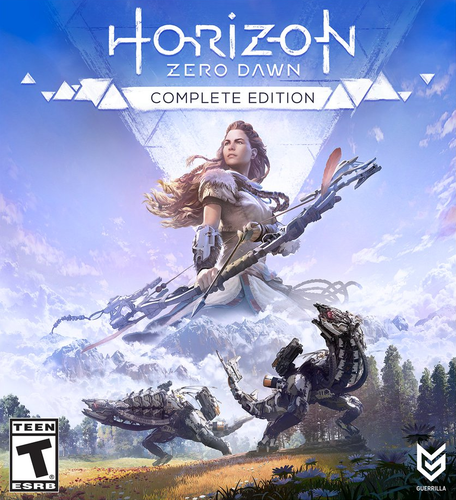 HORIZON
ZERO DAWN
COMPLETE EDITION
TEEN
T
ESRB
GUERRILLA